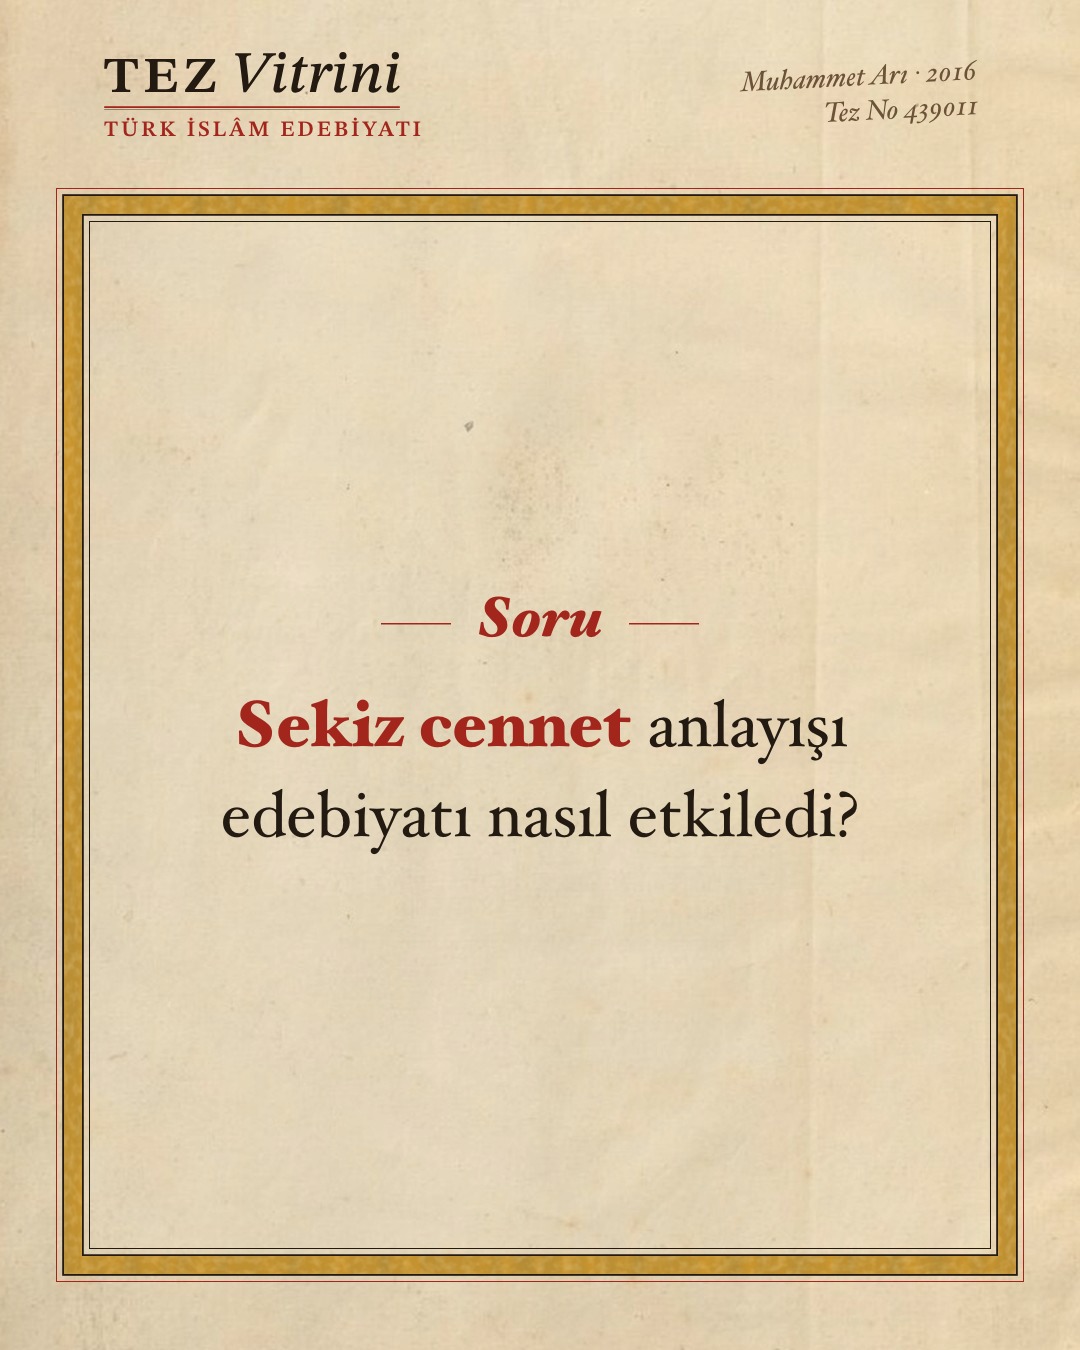 TEZ Vitrini
TÜRK İSLÂM EDEBİYATI
Muhammet Arı · 2016
Tez No 439011
Soru
Sekiz cennet anlayışı
edebiyatı nasıl etkiledi?